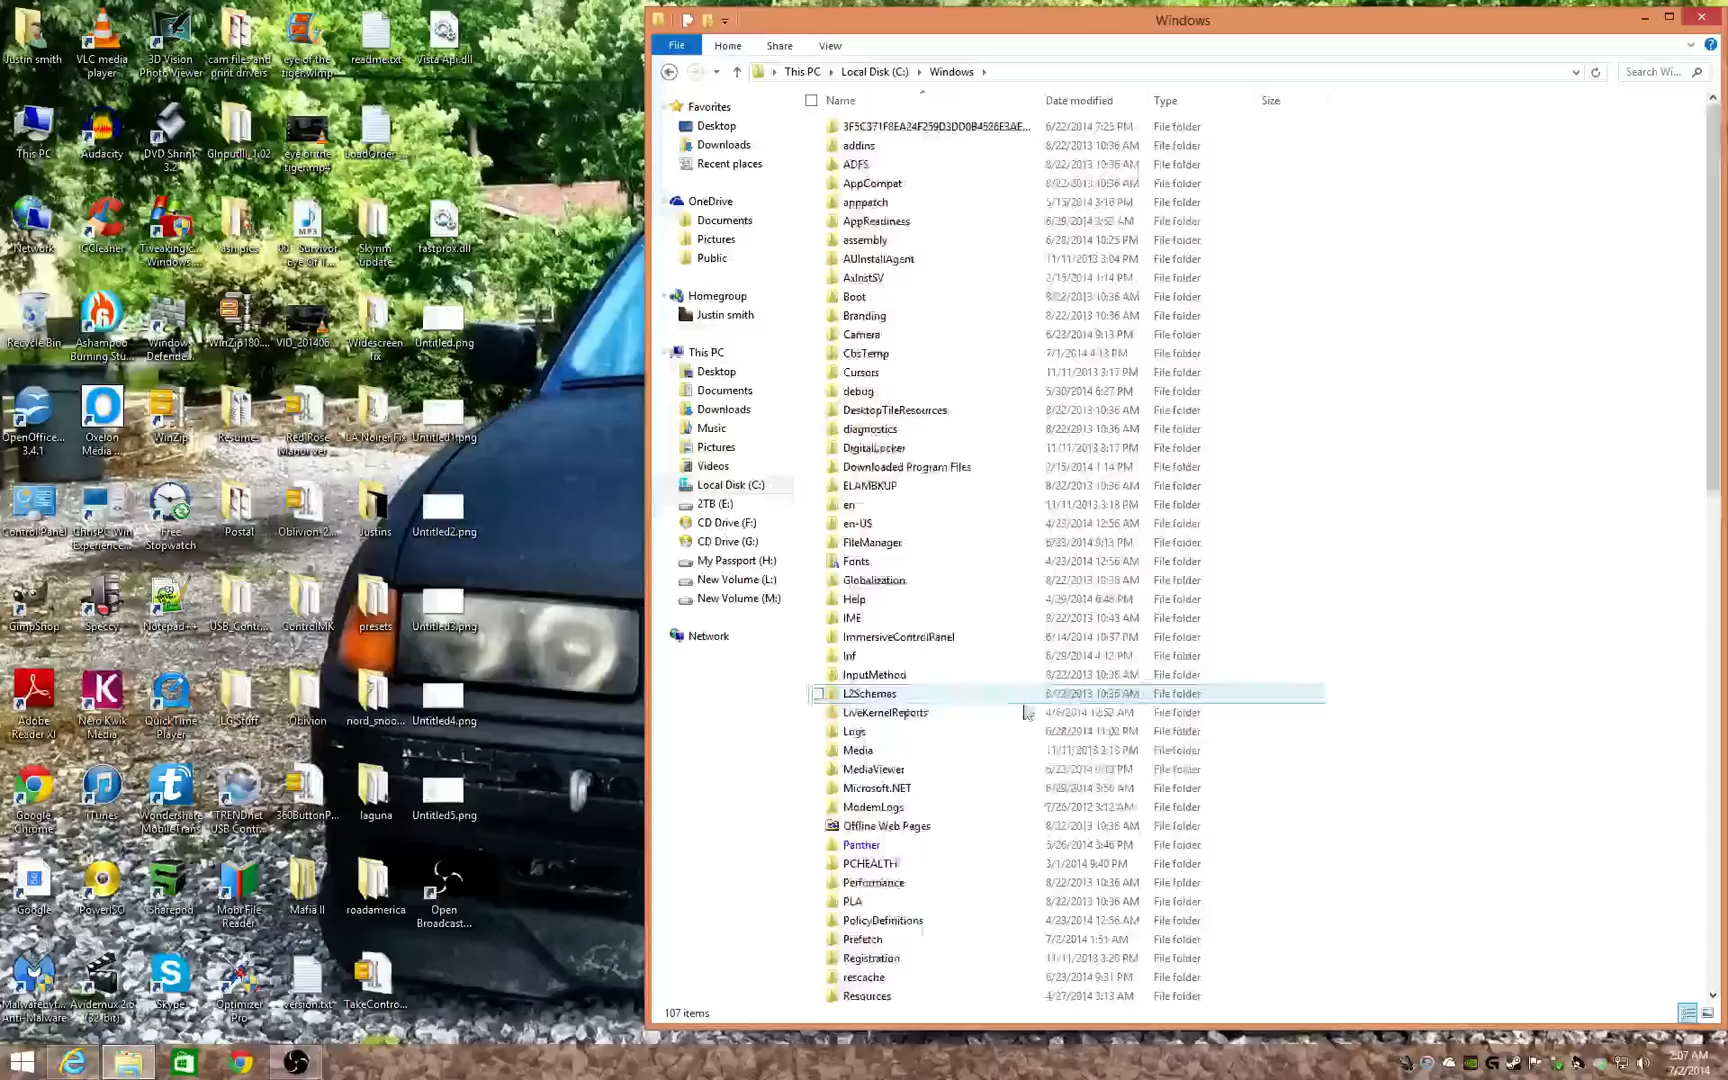 Justin smith
VLC media
player
3D Vision
Photo Viewer
cam files and
print drivers
eye of the
tiger.wlmp
readme.txt
Vista Api.dll
This PC
Audacity
DVD Shrink
3.2
eye of the
tiger.mp4
LoadOrder_...
Network
CCleaner
Tweaking.c...
Windows...
Survivor
Eye Of T...
Skyrim
update
fastprox.dll
Recycle Bin
Ashampoo
Burning Stu...
Windows
Defende...
WinZip180...
VID_201406...
Widescreen
fix
Untitled.png
OpenOffice...
3.4.1
Oxelon
Media ...
WinZip
Resumes
Red Rose
LA Noire Fix
Untitled1.png
Control Panel
ChrisPC Win
Experience...
Free
Stopwatch
Postal
Oblivion-2...
Justins
Untitled2.png
GimpShop
Speccy
Notepad++
USB_Contr...
ControlMK
presets
Untitled3.png
Adobe
Reader XI
Nero Kwik
Media
QuickTime
Player
LG Stuff
Oblivion
nord_snoo...
Untitled4.png
Google
Chrome
iTunes
Wondershare
MobileTrans
TRENDnet
USB Contr...
360ButtonP...
laguna
Untitled5.png
Google
PowerISO
iSharepod
Mobi File
Reader
Mafia II
roadamerica
Open
Broadcast...
Malwarebyt...
Anti-Malware
Avidemux 2.6
(32-bit)
Skype
Optimizer
Pro
version.txt
TakeContro...
Windows
File Home Share View
This PC Local Disk (C:) Windows
Search Wi...
Favorites
Desktop
Downloads
Recent places
OneDrive
Documents
Pictures
Public
Homegroup
Justin smith
This PC
Desktop
Documents
Downloads
Music
Pictures
Videos
Local Disk (C:)
2TB (E:)
CD Drive (F:)
CD Drive (G:)
My Passport (H:)
New Volume (L:)
New Volume (M:)
Network
Name Date modified Type Size
6/22/2014 7:25 PM File folder
addins 8/22/2013 10:36 AM File folder
ADFS 8/22/2013 10:36 AM File folder
AppCompat 8/22/2013 10:36 AM File folder
apppatch 5/15/2014 3:16 PM File folder
AppReadiness 6/29/2014 3:57 AM File folder
assembly 6/28/2014 10:25 PM File folder
AUInstallAgent 11/11/2013 3:04 PM File folder
AxInstSV 2/15/2014 1:14 PM File folder
Boot 8/22/2013 10:36 AM File folder
Branding 8/22/2013 10:36 AM File folder
Camera 6/23/2014 9:13 PM File folder
CbsTemp 7/1/2014 4:13 PM File folder
Cursors 11/11/2013 3:17 PM File folder
debug 5/30/2014 6:27 PM File folder
DesktopTileResources 8/22/2013 10:36 AM File folder
diagnostics 8/22/2013 10:36 AM File folder
DigitalLocker 11/11/2013 3:17 PM File folder
Downloaded Program Files 2/15/2014 1:14 PM File folder
ELAMBKUP 8/22/2013 10:36 AM File folder
en 11/11/2013 3:18 PM File folder
en-US 4/23/2014 12:56 AM File folder
FileManager 6/23/2014 9:13 PM File folder
Fonts 4/23/2014 12:56 AM File folder
Globalization 8/22/2013 10:36 AM File folder
Help 4/29/2014 6:46 PM File folder
IME 8/22/2013 10:43 AM File folder
ImmersiveControlPanel 6/14/2014 10:37 PM File folder
Inf 6/29/2014 4:12 PM File folder
InputMethod 8/22/2013 10:36 AM File folder
L2Schemas 8/22/2013 10:36 AM File folder
LiveKernelReports 4/6/2014 12:52 AM File folder
Logs 6/28/2014 11:02 PM File folder
Media 11/11/2013 3:13 PM File folder
MediaViewer 6/23/2014 9:13 PM File folder
Microsoft.NET 6/29/2014 3:56 AM File folder
ModemLogs 7/26/2012 3:12 AM File folder
Offline Web Pages 8/22/2013 10:36 AM File folder
Panther 5/26/2014 3:46 PM File folder
PCHEALTH 3/1/2014 9:40 PM File folder
Performance 8/22/2013 10:36 AM File folder
PLA 8/22/2013 10:36 AM File folder
PolicyDefinitions 4/23/2014 12:56 AM File folder
Prefetch 7/2/2014 1:51 AM File folder
Registration 11/11/2013 3:20 PM File folder
rescache 6/23/2014 9:31 PM File folder
Resources 4/27/2014 3:13 AM File folder
107 items
2:07 AM
7/2/2014